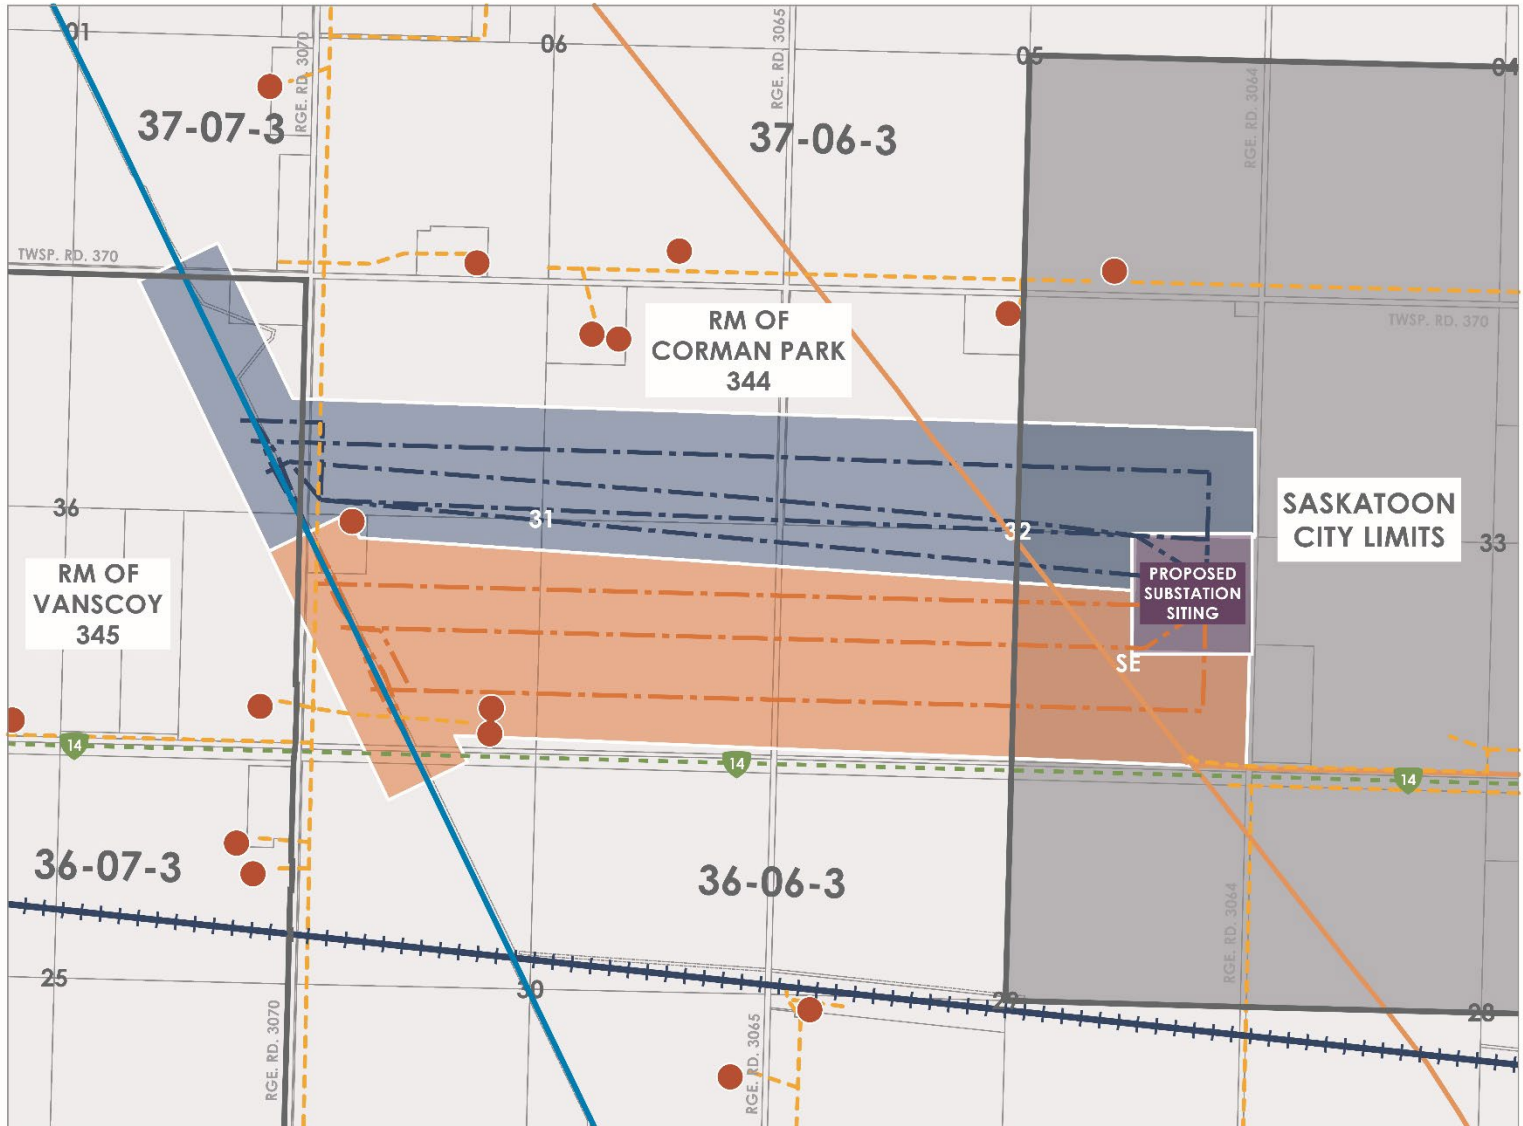 01
06
05
04
RGE. RD. 3070
RGE. RD. 3065
RGE. RD. 3064
37-07-3
37-06-3
TWSP. RD. 370
RM OF
CORMAN PARK
344
TWSP. RD. 370
36
31
32
33
SASKATOON
CITY LIMITS
RM OF
VANSCOY
345
PROPOSED
SUBSTATION
SITING
SE
14
14
14
36-07-3
36-06-3
RGE. RD. 3064
25
30
28
RGE. RD. 3070
RGE. RD. 3065